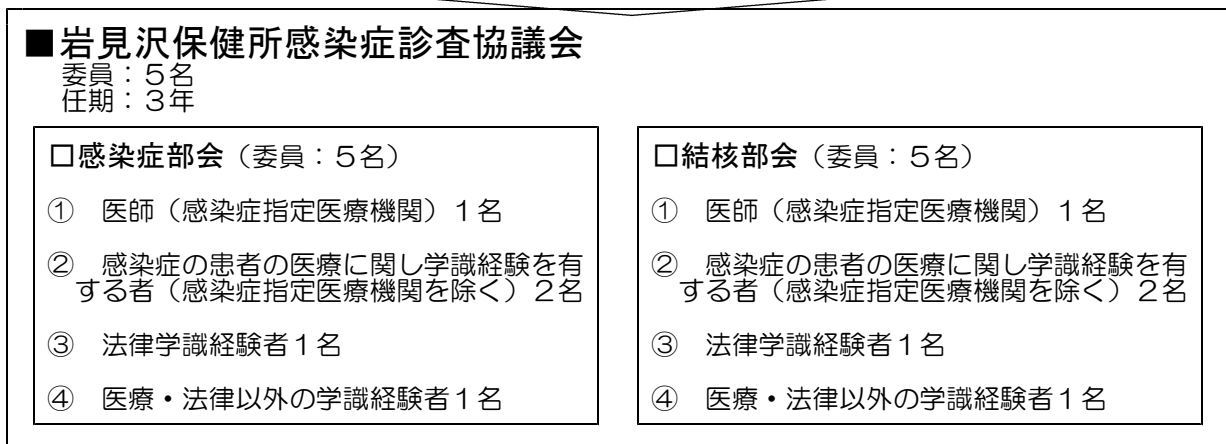 ■岩見沢保健所感染症診査協議会
委員：５名
任期：３年
□感染症部会（委員：５名）
① 医師（感染症指定医療機関）１名
② 感染症の患者の医療に関し学識経験を有
する者（感染症指定医療機関を除く）２名
③ 法律学識経験者１名
④ 医療・法律以外の学識経験者１名
□結核部会（委員：５名）
① 医師（感染症指定医療機関）１名
② 感染症の患者の医療に関し学識経験を有
する者（感染症指定医療機関を除く）２名
③ 法律学識経験者１名
④ 医療・法律以外の学識経験者１名